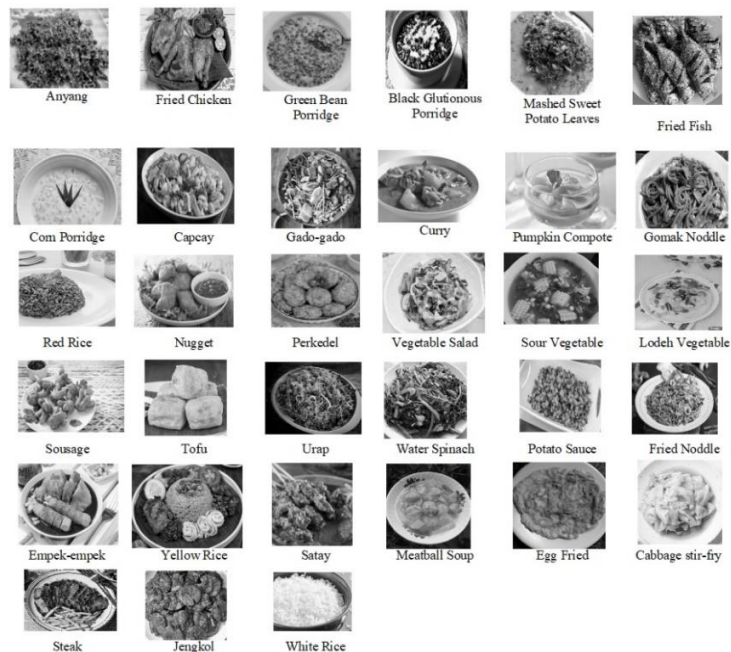 Anyang
Fried Chicken
Green Bean
Porridge
Black Glutionous
Porridge
Mashed Sweet
Potato Leaves
Fried Fish
Corn Porridge
Capcay
Gado-gado
Curry
Pumpkin Compote
Gomak Noddle
Red Rice
Nugget
Perkedel
Vegetable Salad
Sour Vegetable
Lodeh Vegetable
Sousage
Tofu
Urap
Water Spinach
Potato Sauce
Fried Noddle
Empek-empek
Yellow Rice
Satay
Meatball Soup
Egg Fried
Cabbage stir-fry
Steak
Jengkol
White Rice